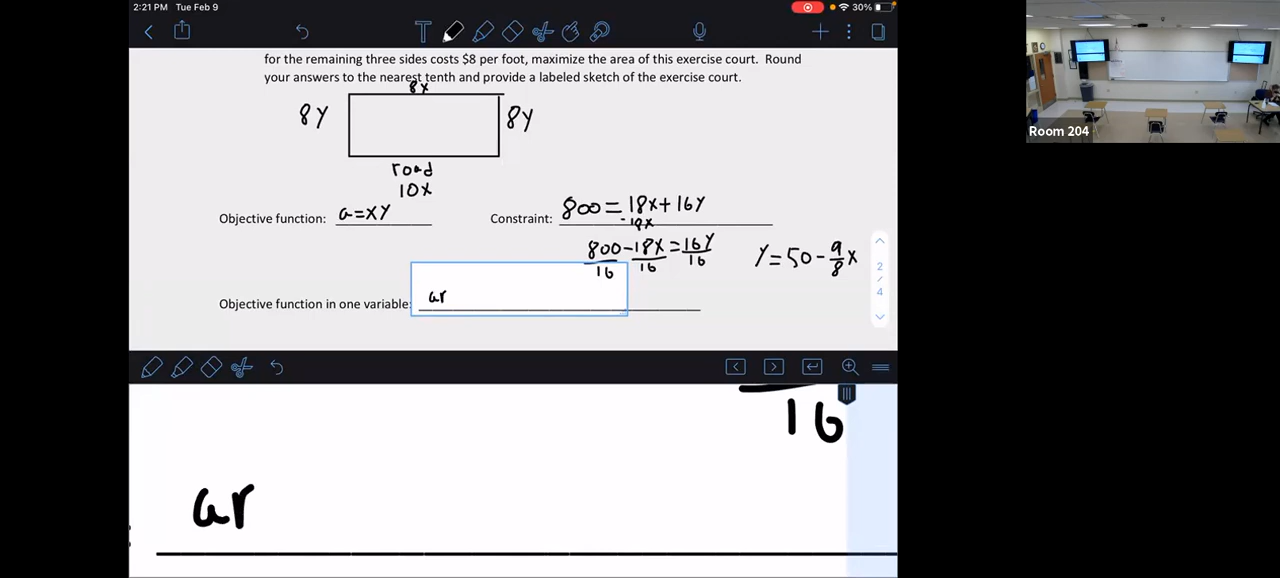 2:21 PM Tue Feb 9
30%
for the remaining three sides costs $8 per foot, maximize the area of this exercise court. Round
your answers to the nearest tenth and provide a labeled sketch of the exercise court.
8x
8y
8y
road
10x
Objective function: a=xy
Constraint: 800=18x+16y
-18x
800-18x=16y
16 16 16
y=50-9/8x
Objective function in one variable: ar
2/4
16
ar
Room 204